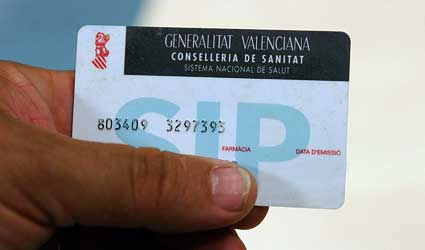 GENERALITAT VALENCIANA
CONSELLERIA DE SANITAT
SISTEMA NACIONAL DE SALUT
SIP
803409 3297393
FARMÀCIA DATA D'EMISSIÓ